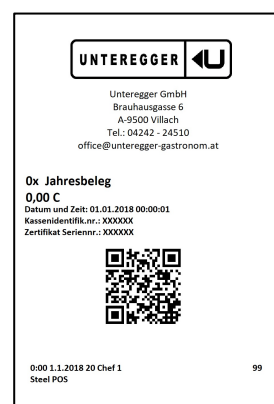 UNTEREGGER
Unteregger GmbH
Brauhausgasse 6
A-9500 Villach
Tel.: 04242 - 24510
office@unteregger-gastronom.at
0x Jahresbeleg
0,00 C
Datum und Zeit: 01.01.2018 00:00:01
Kassenidentifik.nr.: XXXXXX
Zertifikat Seriennr.: XXXXXX
0:00 1.1.2018 20 Chef 1 99
Steel POS